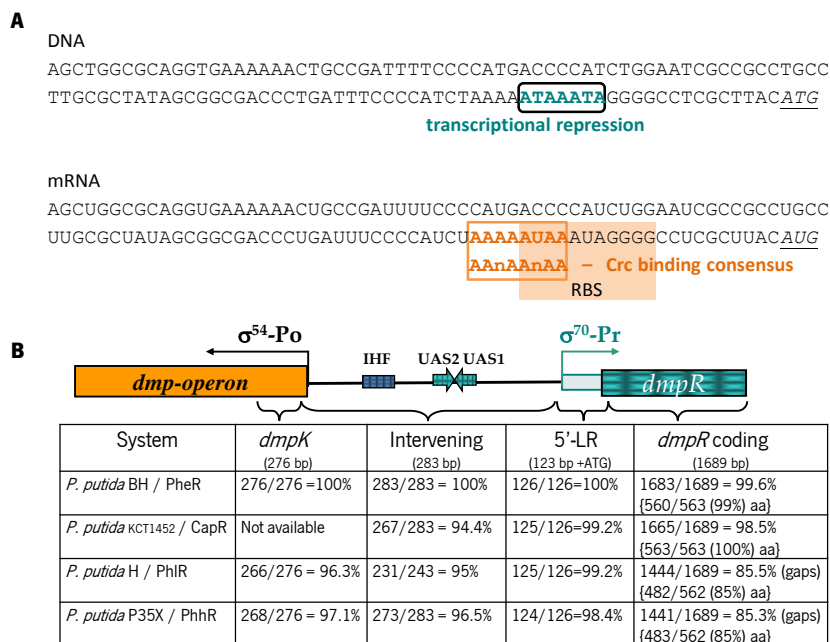 A
DNA
AGCTGGCGCAGGTGAAAAAACTGCCGATTTTCCCCATGACCCCATCTGGAATCGCCGCCTGCC
TTGCGCTATAGCGGCGACCCTGATTTCCCCATCTAAAAATAAATAGGGGCCTCGCTTACATG
transcriptional repression
mRNA
AGCUGGCGCAGGUGAAAAAACUGCCGAUUUUCCCCAUGACCCCAUCUGGAAUCGCCGCCUGCC
UUGCGCUAUAGCGGCGACCCUGAUUUCCCCAUCUAAAAAUAAAUAGGGGCCUCGCUUACAUG
AAnAAnAA – Crc binding consensus
RBS
B
σ⁵⁴-Po σ⁷⁰-Pr
IHF UAS2 UAS1
dmp-operon dmpR
System dmpK Intervening 5'-LR dmpR coding
(276 bp) (283 bp) (123 bp +ATG) (1689 bp)
P. putida BH / PheR 276/276 =100% 283/283 = 100% 126/126=100% 1683/1689 = 99.6%
{560/563 (99%) aa}
P. putida KCT1452 / CapR Not available 267/283 = 94.4% 125/126=99.2% 1665/1689 = 98.5%
{563/563 (100%) aa}
P. putida H / PhlR 266/276 = 96.3% 231/243 = 95% 125/126=99.2% 1444/1689 = 85.5% (gaps)
{482/562 (85%) aa}
P. putida P35X / PhhR 268/276 = 97.1% 273/283 = 96.5% 124/126=98.4% 1441/1689 = 85.3% (gaps)
{483/562 (85%) aa}